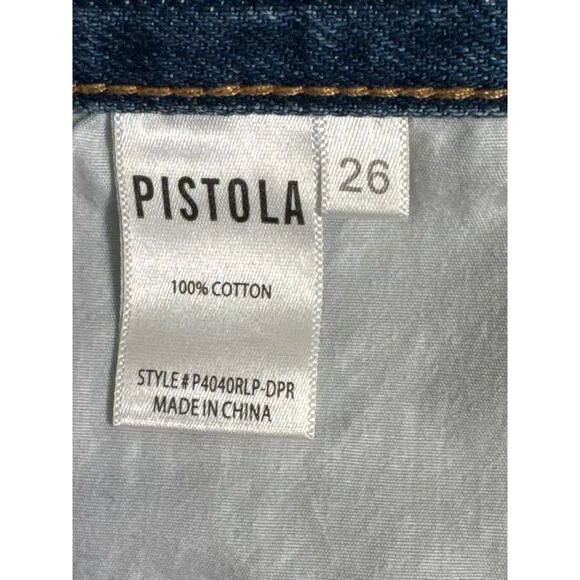 PISTOLA
26
100% COTTON
STYLE # P4040RLP-DPR
MADE IN CHINA